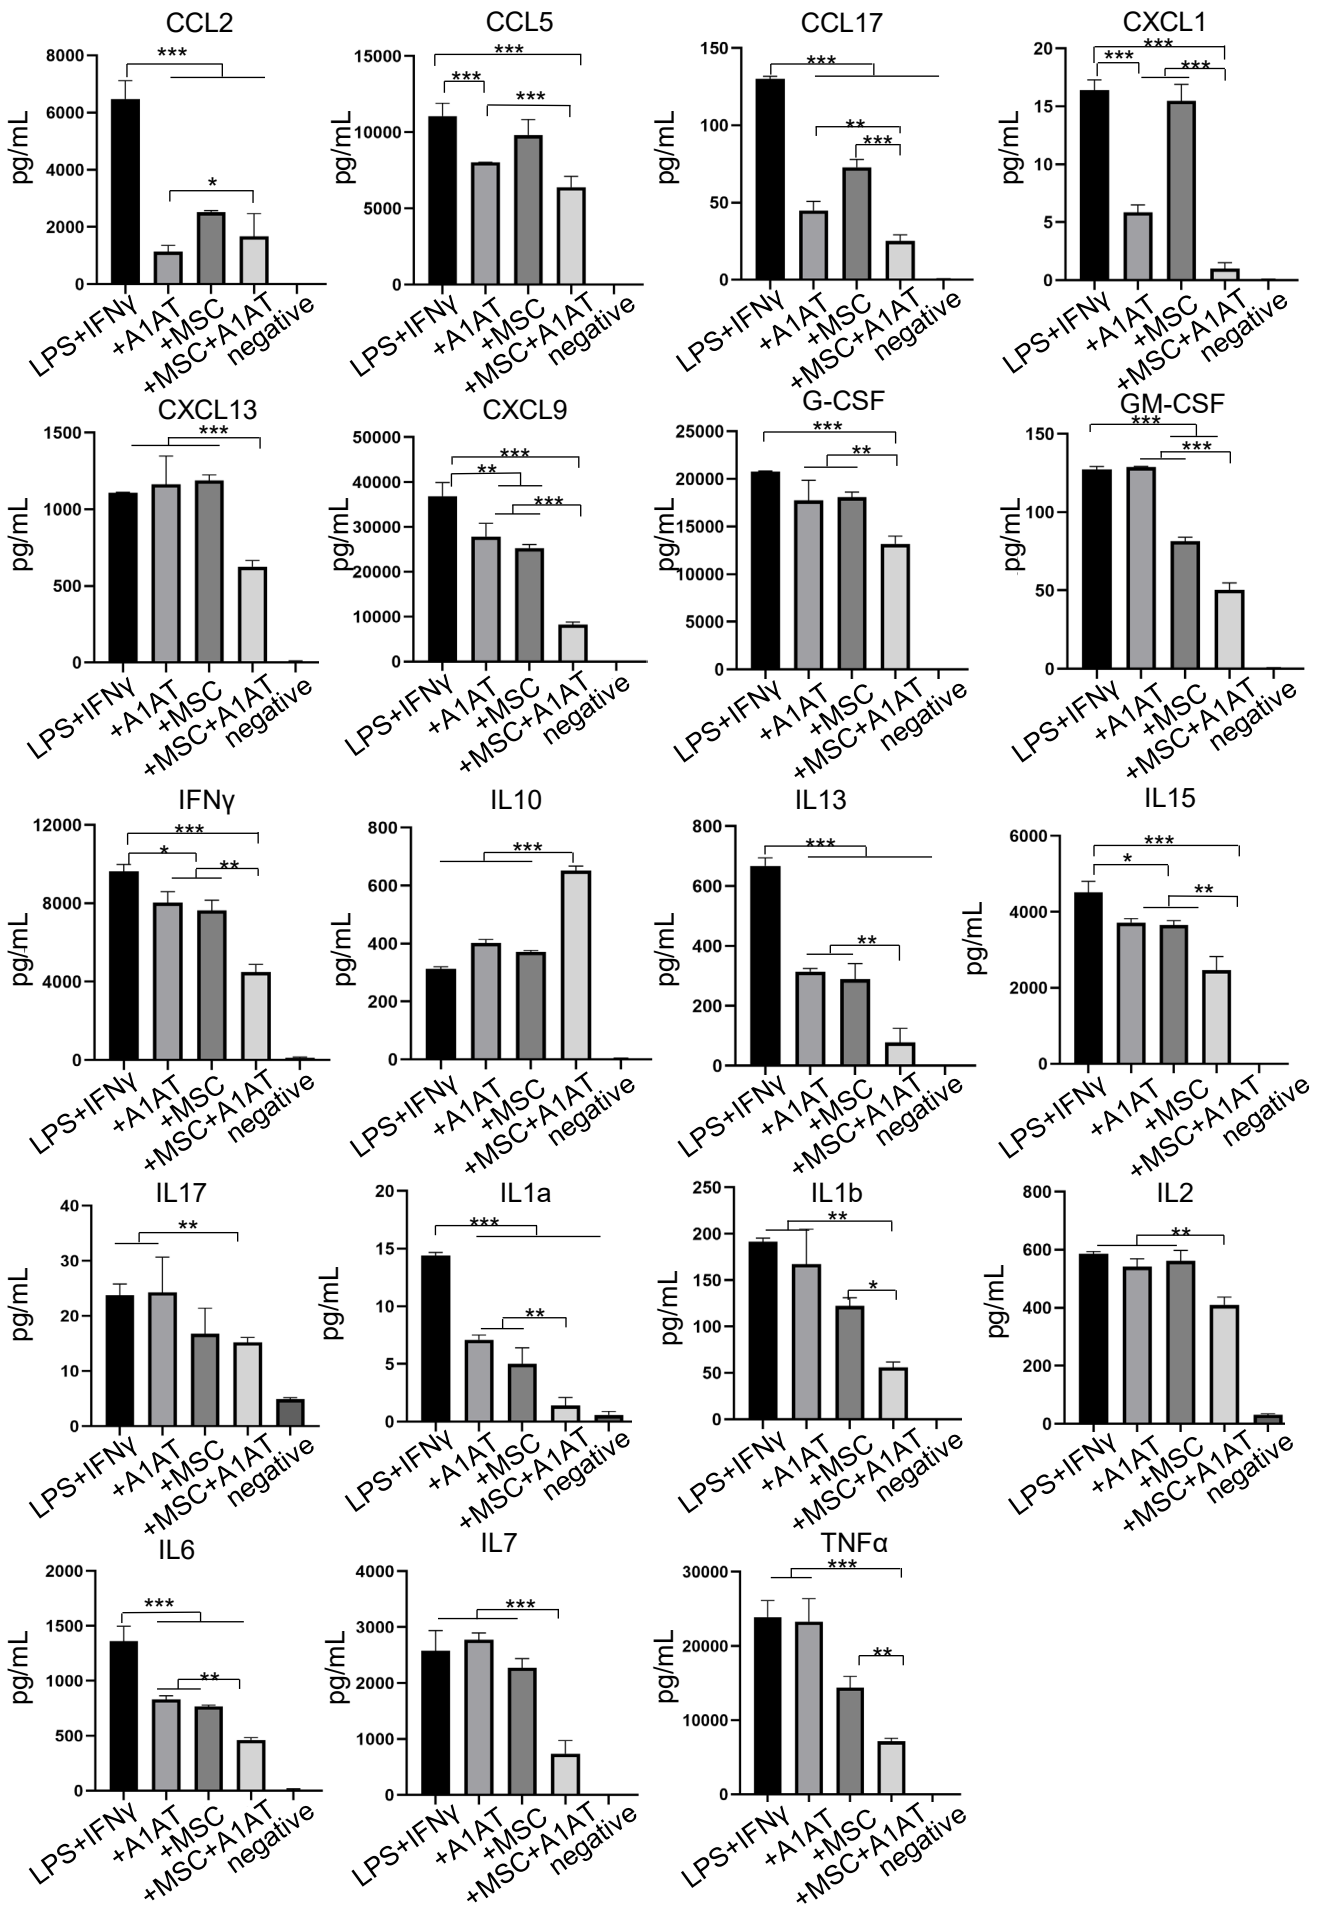 CCL2
8000
6000
4000
2000
0
pg/mL
***
*
LPS+IFNγ
+A1AT
+MSC
+MSC+A1AT
negative
CCL5
15000
10000
5000
0
pg/mL
***
***
***
LPS+IFNγ
+A1AT
+MSC
+MSC+A1AT
negative
CCL17
150
100
50
0
pg/mL
***
**
***
LPS+IFNγ
+A1AT
+MSC
+MSC+A1AT
negative
CXCL1
20
15
10
5
0
pg/mL
***
***
***
LPS+IFNγ
+A1AT
+MSC
+MSC+A1AT
negative
CXCL13
1500
1000
500
0
pg/mL
***
LPS+IFNγ
+A1AT
+MSC
+MSC+A1AT
negative
CXCL9
50000
40000
30000
20000
10000
0
pg/mL
***
**
***
LPS+IFNγ
+A1AT
+MSC
+MSC+A1AT
negative
G-CSF
25000
20000
15000
10000
5000
0
pg/mL
***
**
LPS+IFNγ
+A1AT
+MSC
+MSC+A1AT
negative
GM-CSF
150
100
50
0
pg/mL
***
***
LPS+IFNγ
+A1AT
+MSC
+MSC+A1AT
negative
IFNγ
12000
8000
4000
0
pg/mL
***
*
**
LPS+IFNγ
+A1AT
+MSC
+MSC+A1AT
negative
IL10
800
600
400
200
0
pg/mL
***
LPS+IFNγ
+A1AT
+MSC
+MSC+A1AT
negative
IL13
800
600
400
200
0
pg/mL
***
**
LPS+IFNγ
+A1AT
+MSC
+MSC+A1AT
negative
IL15
6000
4000
2000
0
pg/mL
***
*
**
LPS+IFNγ
+A1AT
+MSC
+MSC+A1AT
negative
IL17
40
30
20
10
0
pg/mL
**
LPS+IFNγ
+A1AT
+MSC
+MSC+A1AT
negative
IL1a
20
15
10
5
0
pg/mL
***
**
LPS+IFNγ
+A1AT
+MSC
+MSC+A1AT
negative
IL1b
250
200
150
100
50
0
pg/mL
**
*
LPS+IFNγ
+A1AT
+MSC
+MSC+A1AT
negative
IL2
800
600
400
200
0
pg/mL
**
LPS+IFNγ
+A1AT
+MSC
+MSC+A1AT
negative
IL6
2000
1500
1000
500
0
pg/mL
***
**
LPS+IFNγ
+A1AT
+MSC
+MSC+A1AT
negative
IL7
4000
3000
2000
1000
0
pg/mL
***
LPS+IFNγ
+A1AT
+MSC
+MSC+A1AT
negative
TNFα
30000
20000
10000
0
pg/mL
***
**
LPS+IFNγ
+A1AT
+MSC
+MSC+A1AT
negative